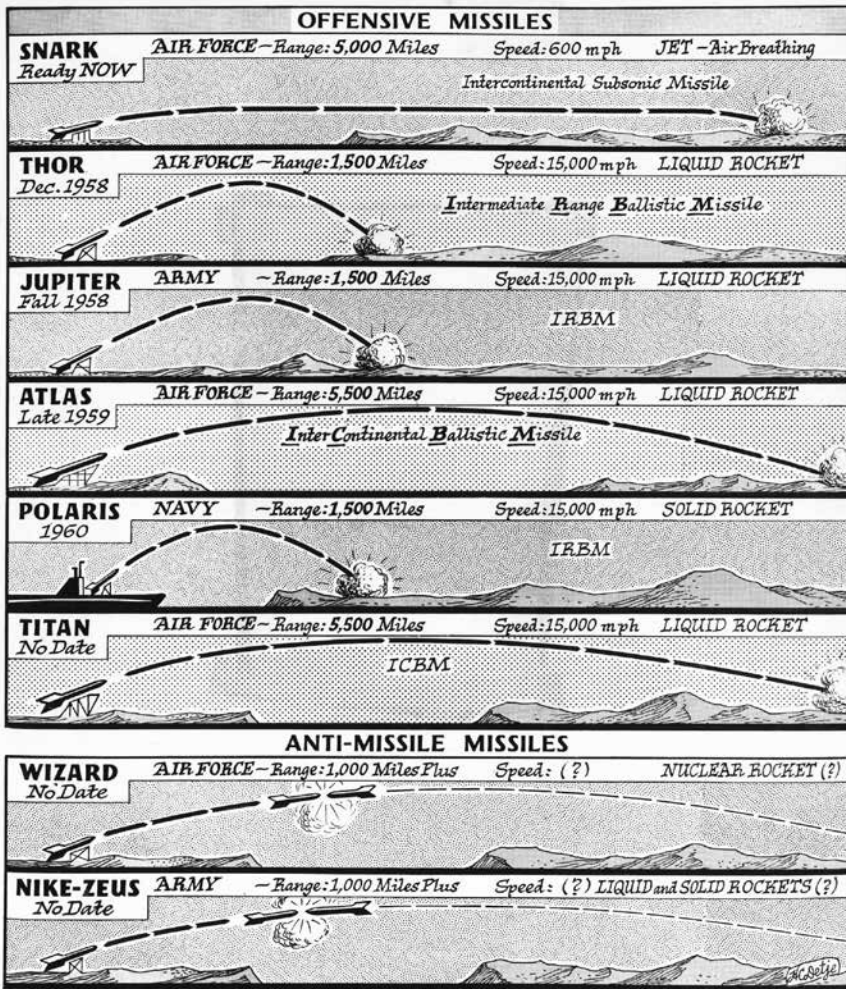 OFFENSIVE MISSILES
SNARK AIR FORCE - Range: 5,000 Miles Speed: 600 mph JET - Air Breathing
Ready NOW
Intercontinental Subsonic Missile
THOR AIR FORCE - Range: 1,500 Miles Speed: 15,000 mph LIQUID ROCKET
Dec. 1958
Intermediate Range Ballistic Missile
JUPITER ARMY - Range: 1,500 Miles Speed: 15,000 mph LIQUID ROCKET
Fall 1958
IRBM
ATLAS AIR FORCE - Range: 5,500 Miles Speed: 15,000 mph LIQUID ROCKET
Late 1959
InterContinental Ballistic Missile
POLARIS NAVY - Range: 1,500 Miles Speed: 15,000 mph SOLID ROCKET
1960
IRBM
TITAN AIR FORCE - Range: 5,500 Miles Speed: 15,000 mph LIQUID ROCKET
No Date
ICBM
ANTI-MISSILE MISSILES
WIZARD AIR FORCE - Range: 1,000 Miles Plus Speed: (?) NUCLEAR ROCKET (?)
No Date
NIKE-ZEUS ARMY - Range: 1,000 Miles Plus Speed: (?) LIQUID and SOLID ROCKETS (?)
No Date
HCDetje